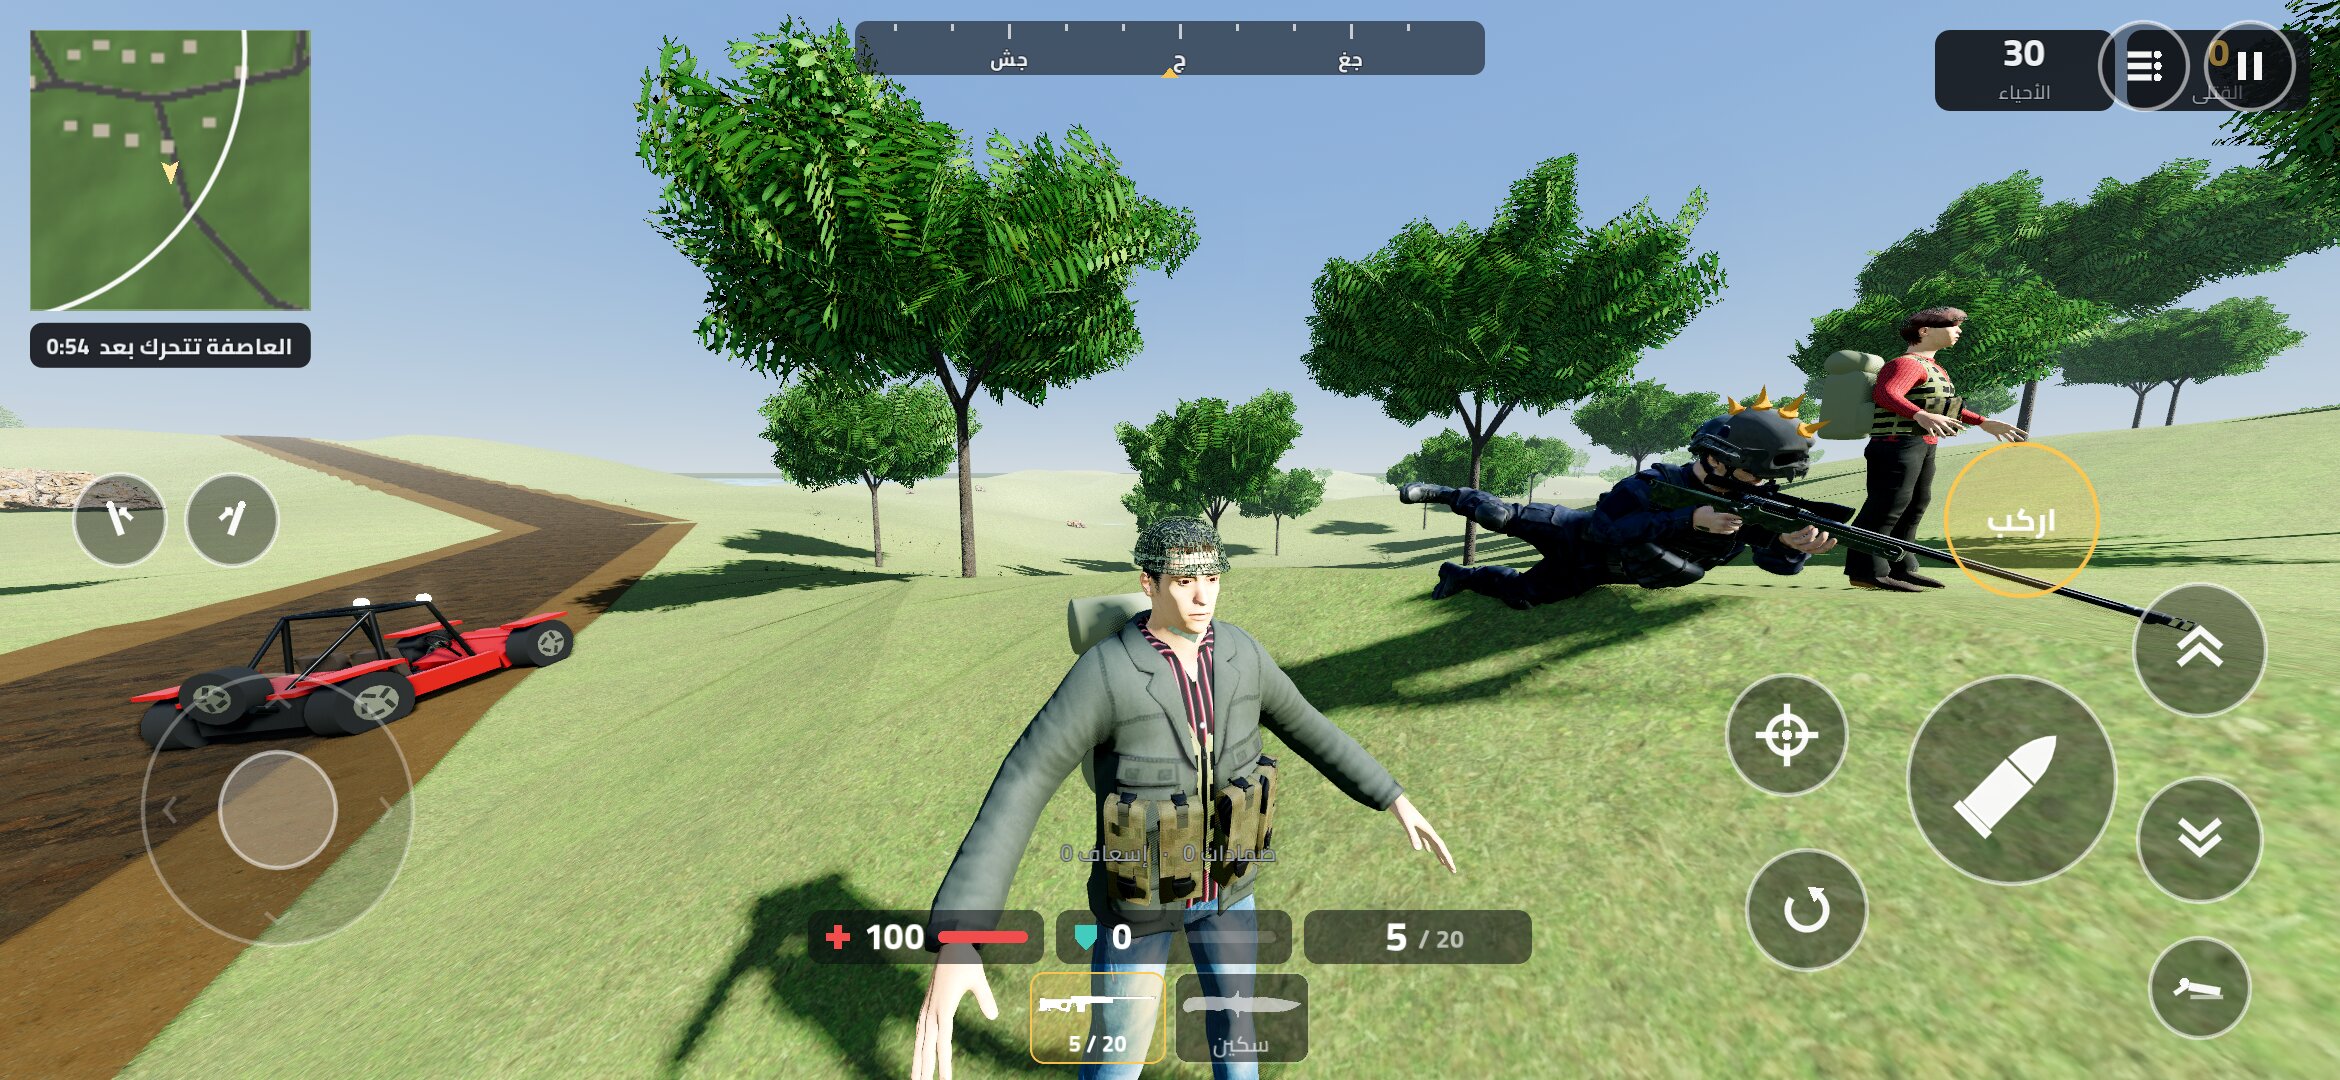 جش
ج
جغ
30
الأحياء
0
القتلى
العاصفة تتحرك بعد 0:54
اركب
ضمادات 0 · إسعاف 0
100
0
5 / 20
5 / 20
سكين